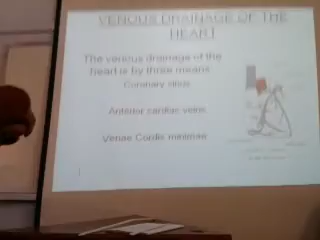 VENOUS DRAINAGE OF THE
HEART
The venous drainage of the
heart is by three means
Coronary sinus
Anterior cardiac veins
Venae Cordis minimae